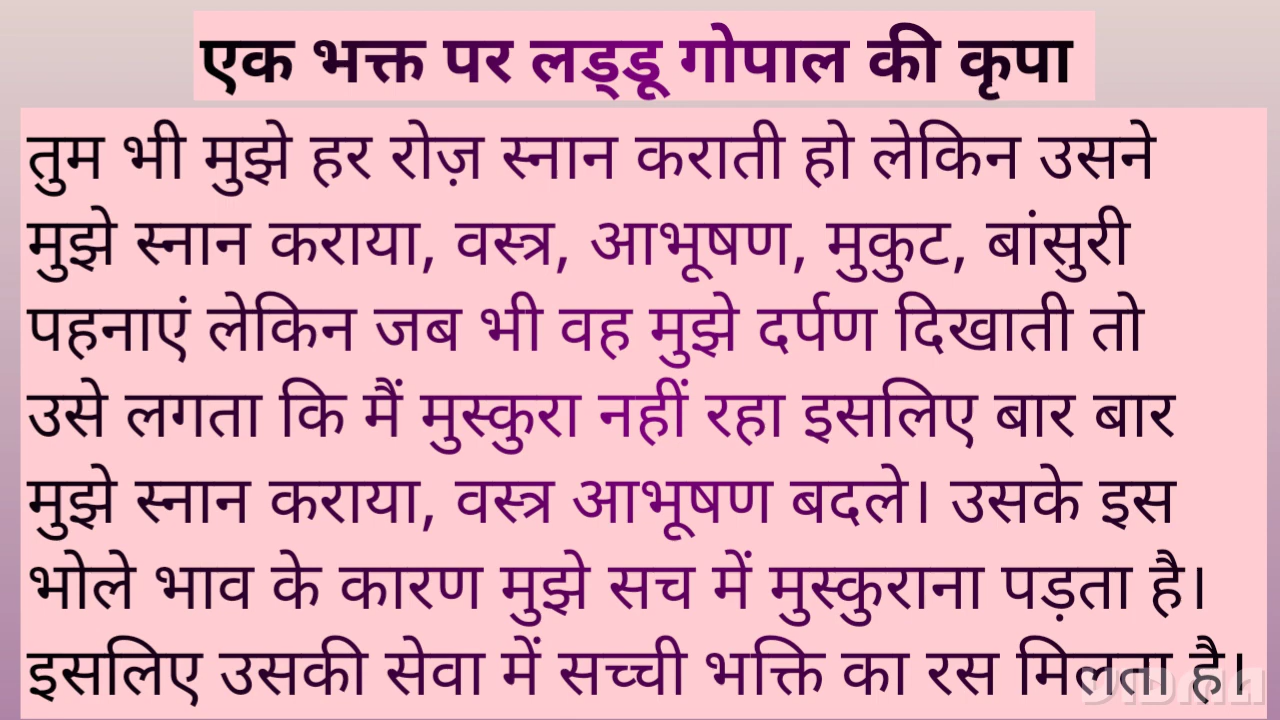 एक भक्त पर लड्डू गोपाल की कृपा
तुम भी मुझे हर रोज़ स्नान कराती हो लेकिन उसने
मुझे स्नान कराया, वस्त्र, आभूषण, मुकुट, बांसुरी
पहनाएं लेकिन जब भी वह मुझे दर्पण दिखाती तो
उसे लगता कि मैं मुस्कुरा नहीं रहा इसलिए बार बार
मुझे स्नान कराया, वस्त्र आभूषण बदले। उसके इस
भोले भाव के कारण मुझे सच में मुस्कुराना पड़ता है।
इसलिए उसकी सेवा में सच्ची भक्ति का रस मिलता है।
VIDMA